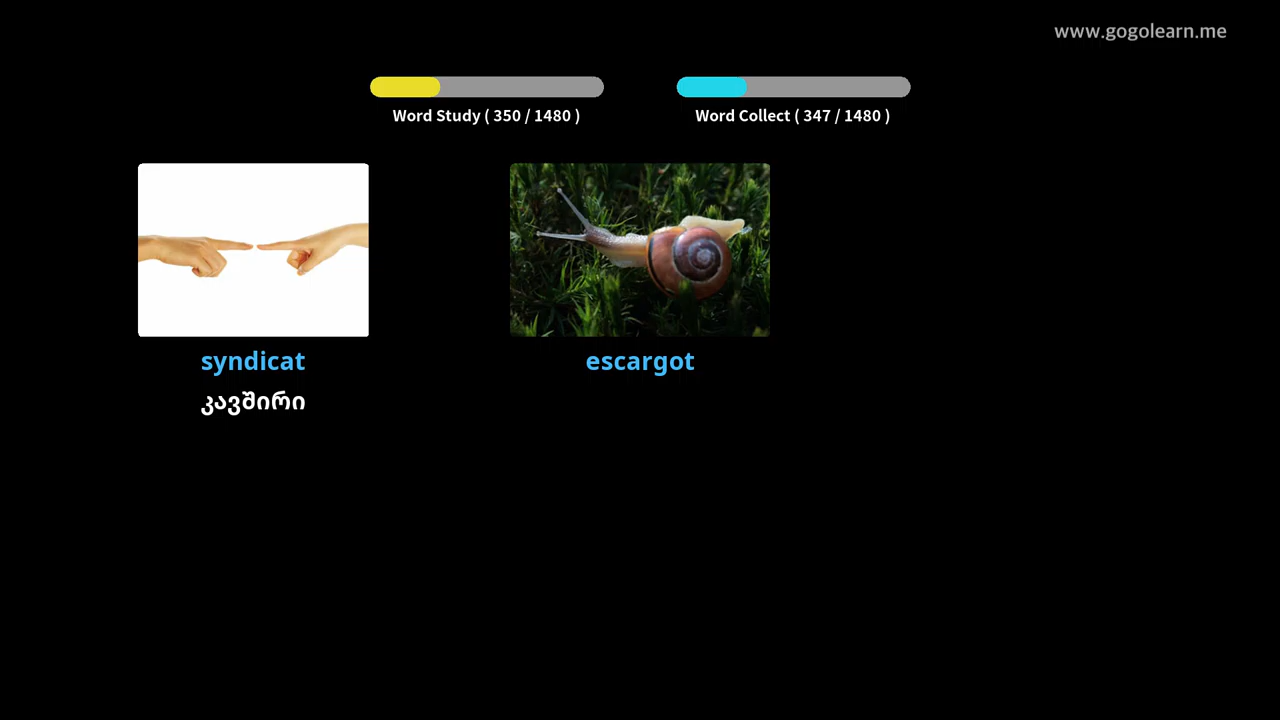 www.gogolearn.me
Word Study ( 350 / 1480 )
Word Collect ( 347 / 1480 )
syndicat
escargot
კავშირი